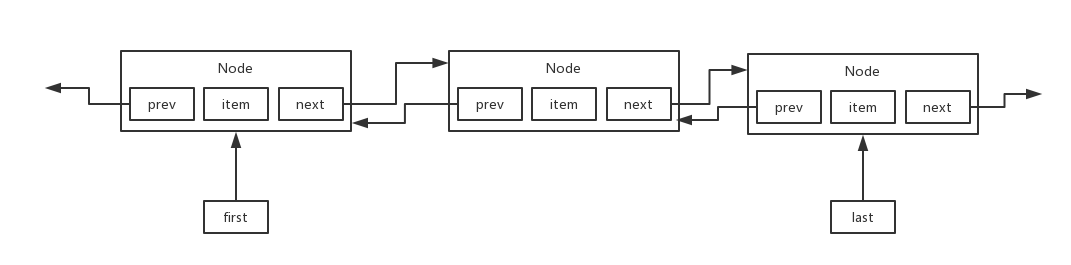 Node
prev item next
Node
prev item next
Node
prev item next
first
last